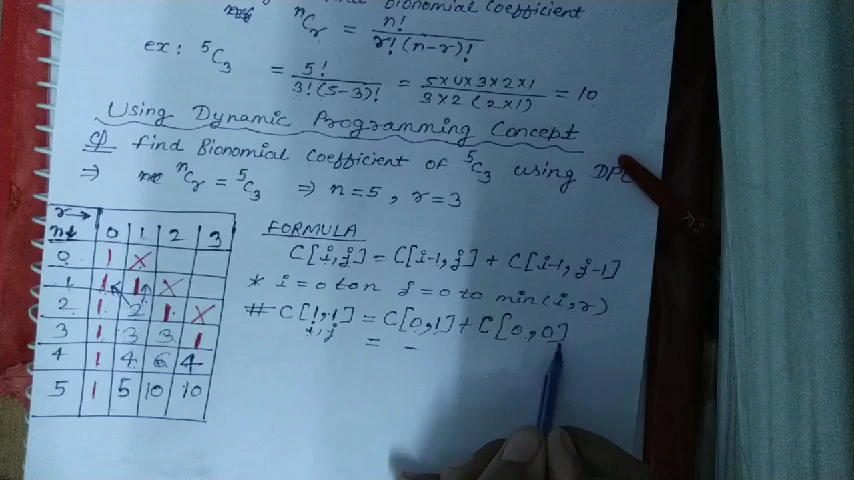 find Bionomial Coefficient
nCr = n! / r!(n-r)!
ex: 5C3 = 5! / 3!(5-3)! = 5×4×3×2×1 / 3×2(2×1) = 10
Using Dynamic Programming Concept
find Bionomial Coefficient of 5C3 using DPC
⇒ nCr = 5C3 ⇒ n=5, r=3
r→ 0 1 2 3
n↓
0 1 X
1 1 1 X
2 1 2 1 X
3 1 3 3 1
4 1 4 6 4
5 1 5 10 10
FORMULA
C[i,j] = C[i-1,j] + C[i-1,j-1]
* i=0 to n j=0 to min(i,r)
# C[1,1] = C[0,1] + C[0,0]
i,j
= -